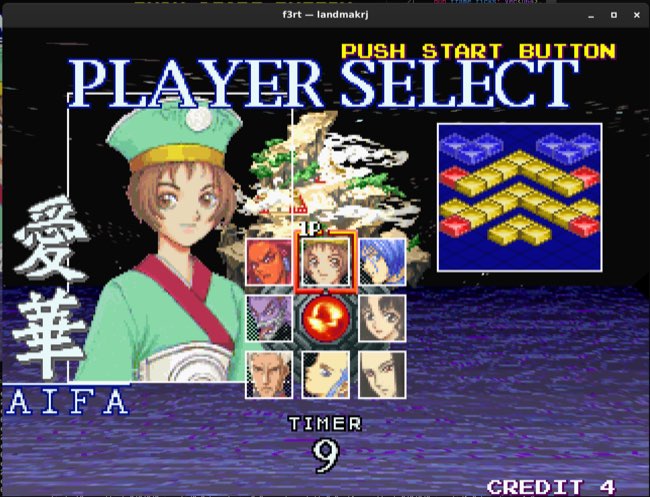 f3rt — landmakrj
PUSH START BUTTON
PLAYER SELECT
愛華
1P
AIFA
TIMER
9
CREDIT 4